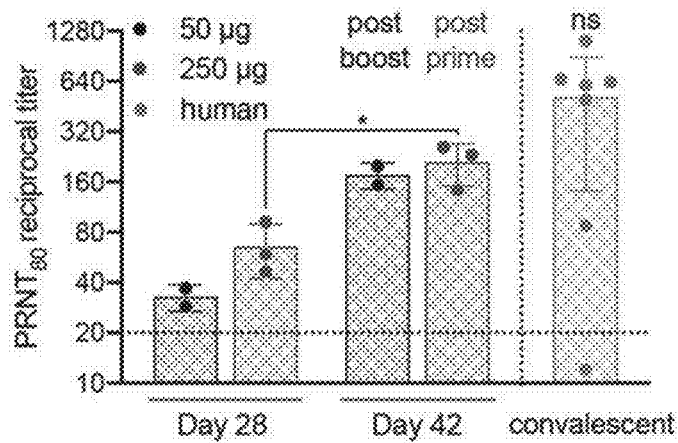 PRNT80 reciprocal titer
1280
640
320
160
80
40
20
10
50 µg
250 µg
human
post boost
post prime
ns
*
Day 28
Day 42
convalescent